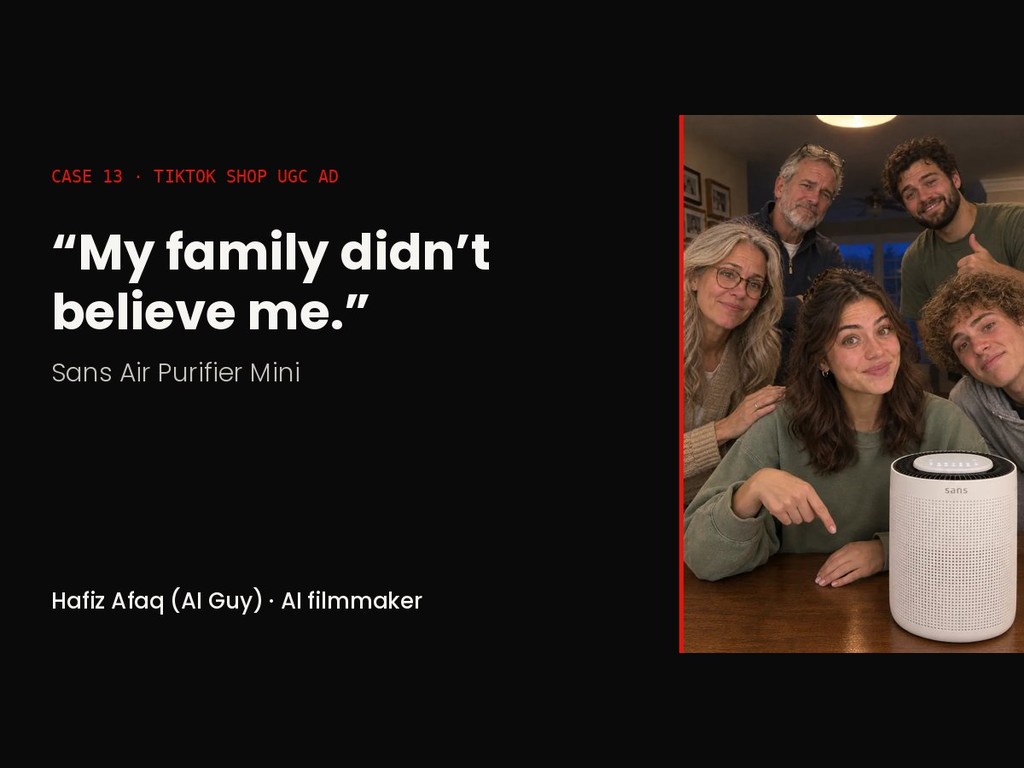 CASE 13 · TIKTOK SHOP UGC AD
“My family didn’t
believe me.”
Sans Air Purifier Mini
Hafiz Afaq (AI Guy) · AI filmmaker
sans